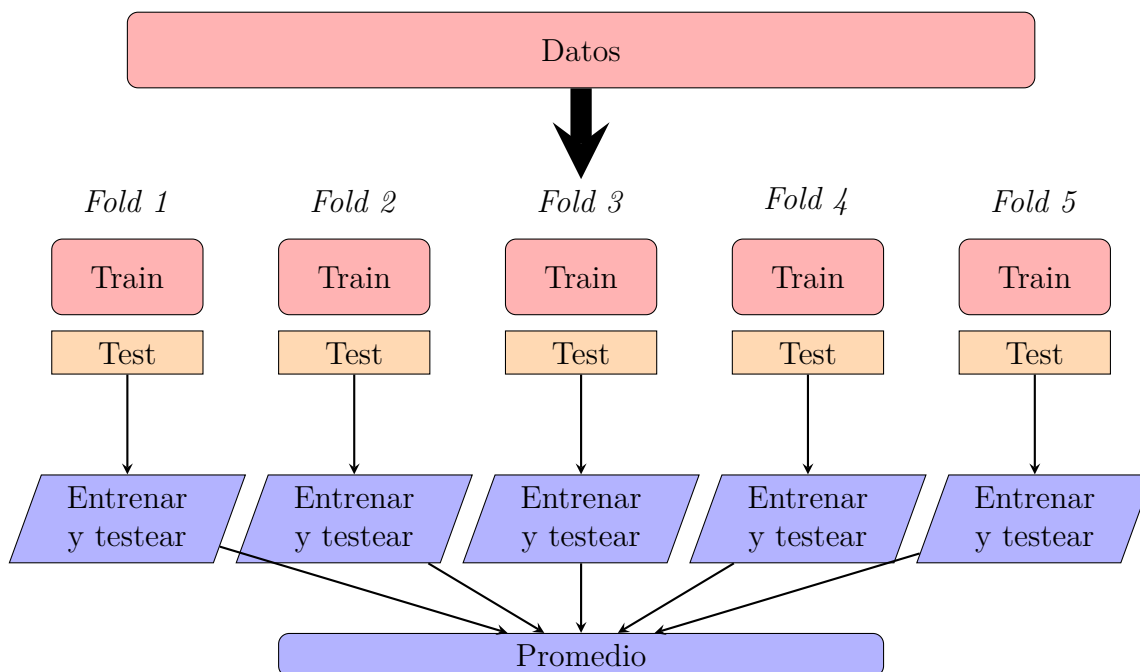 Datos
Fold 1 Fold 2 Fold 3 Fold 4 Fold 5
Train Train Train Train Train
Test Test Test Test Test
Entrenar Entrenar Entrenar Entrenar Entrenar
y testear y testear y testear y testear y testear
Promedio